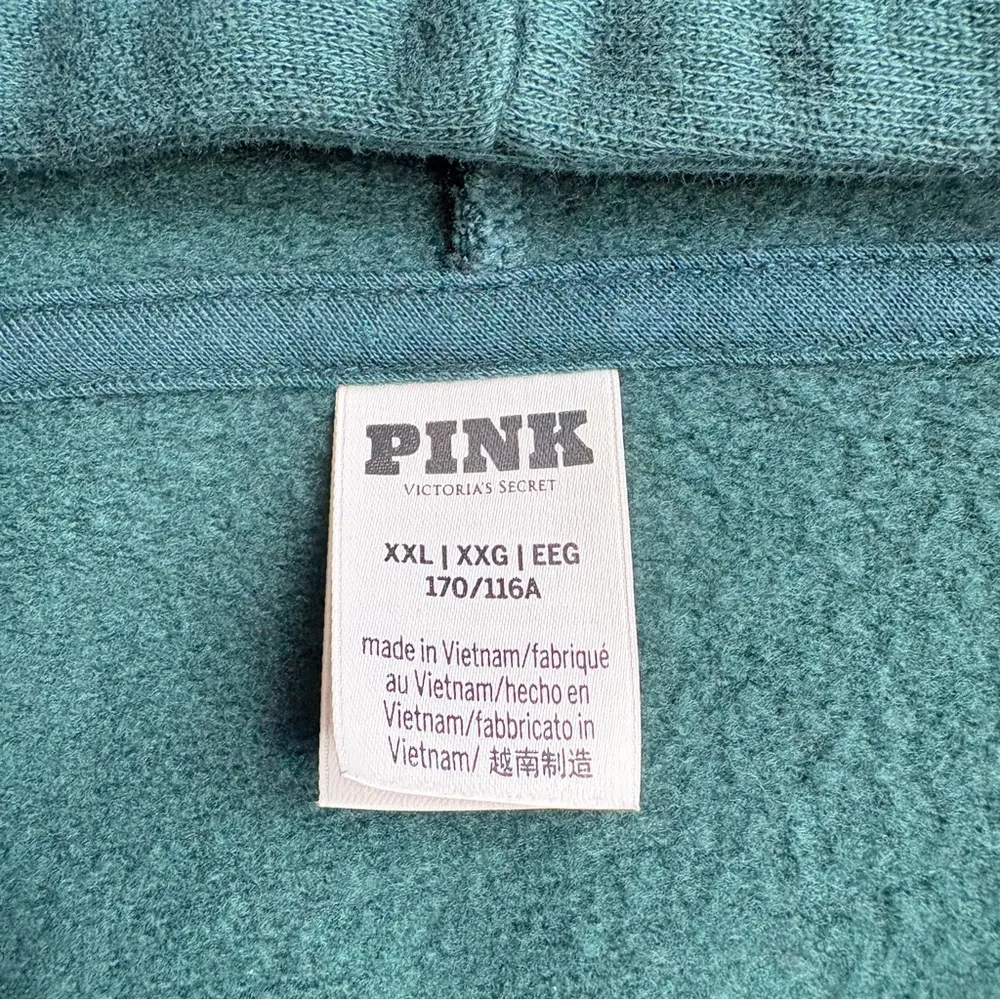 PINK
VICTORIA'S SECRET
XXL | XXG | EEG
170/116A
made in Vietnam/fabriqué
au Vietnam/hecho en
Vietnam/fabbricato in
Vietnam/ 越南制造